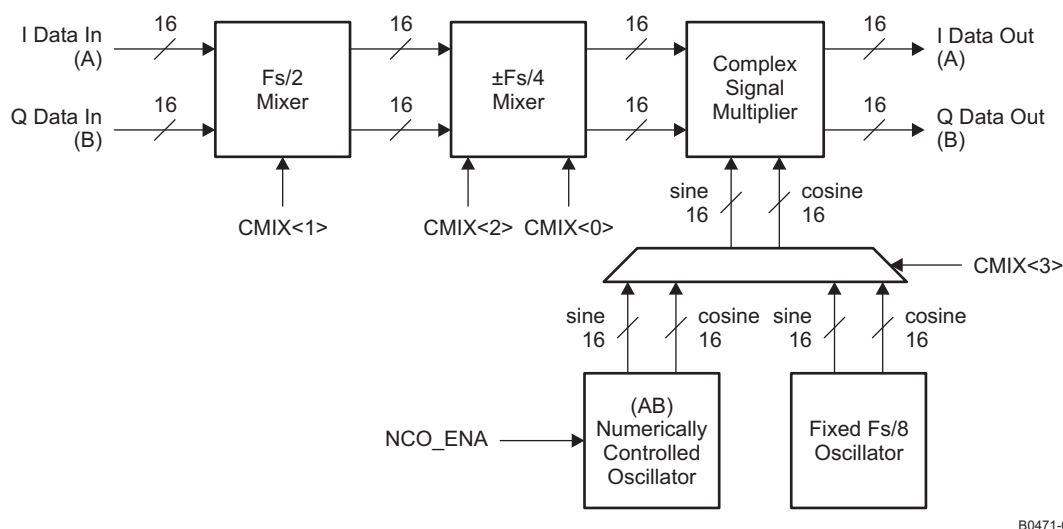 16
16
16
16
I Data In
(A)
I Data Out
(A)
Fs/2
Mixer
±Fs/4
Mixer
Complex
Signal
Multiplier
16
16
16
16
Q Data In
(B)
Q Data Out
(B)
sine
16
cosine
16
CMIX<1>
CMIX<2>
CMIX<0>
CMIX<3>
sine
16
cosine
16
sine
16
cosine
16
NCO_ENA
(AB)
Numerically
Controlled
Oscillator
Fixed Fs/8
Oscillator